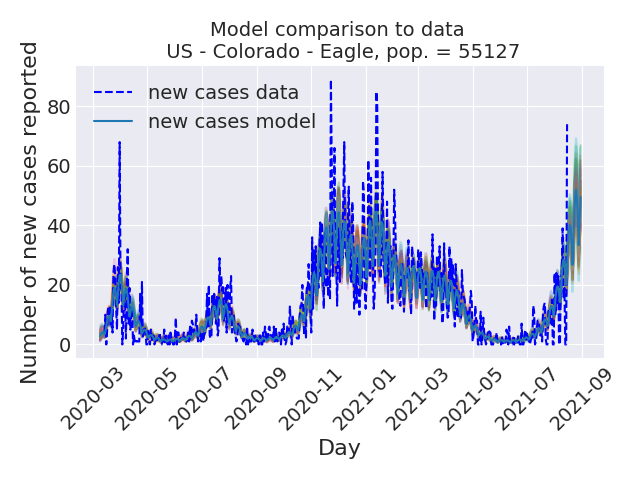 Model comparison to data
US - Colorado - Eagle, pop. = 55127
Number of new cases reported
new cases data
new cases model
80
60
40
20
0
2020-03
2020-05
2020-07
2020-09
2020-11
2021-01
2021-03
2021-05
2021-07
2021-09
Day